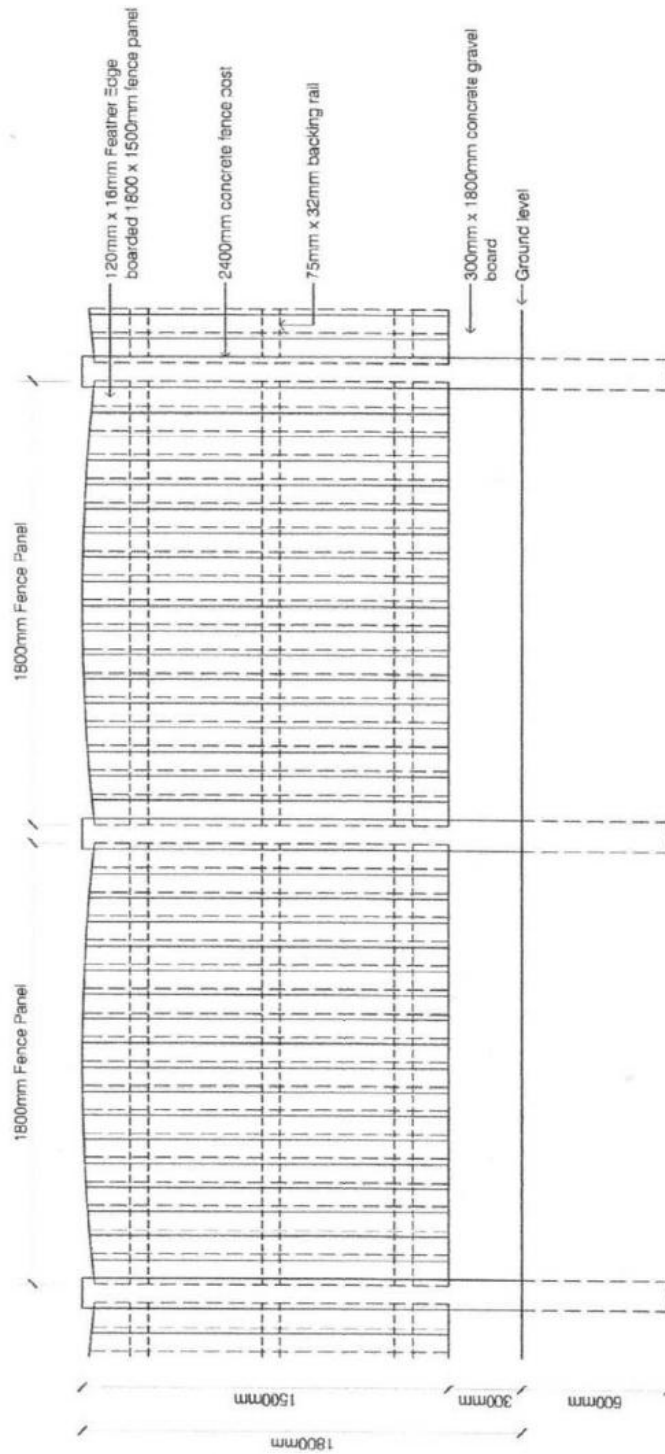 1800mm Fence Panel
1800mm Fence Panel
120mm x 16mm Feather Edge
boarded 1800 x 1500mm fence panel
2400mm concrete fence post
75mm x 32mm backing rail
300mm x 1800mm concrete gravel
board
Ground level
1500mm
300mm
1800mm
600mm